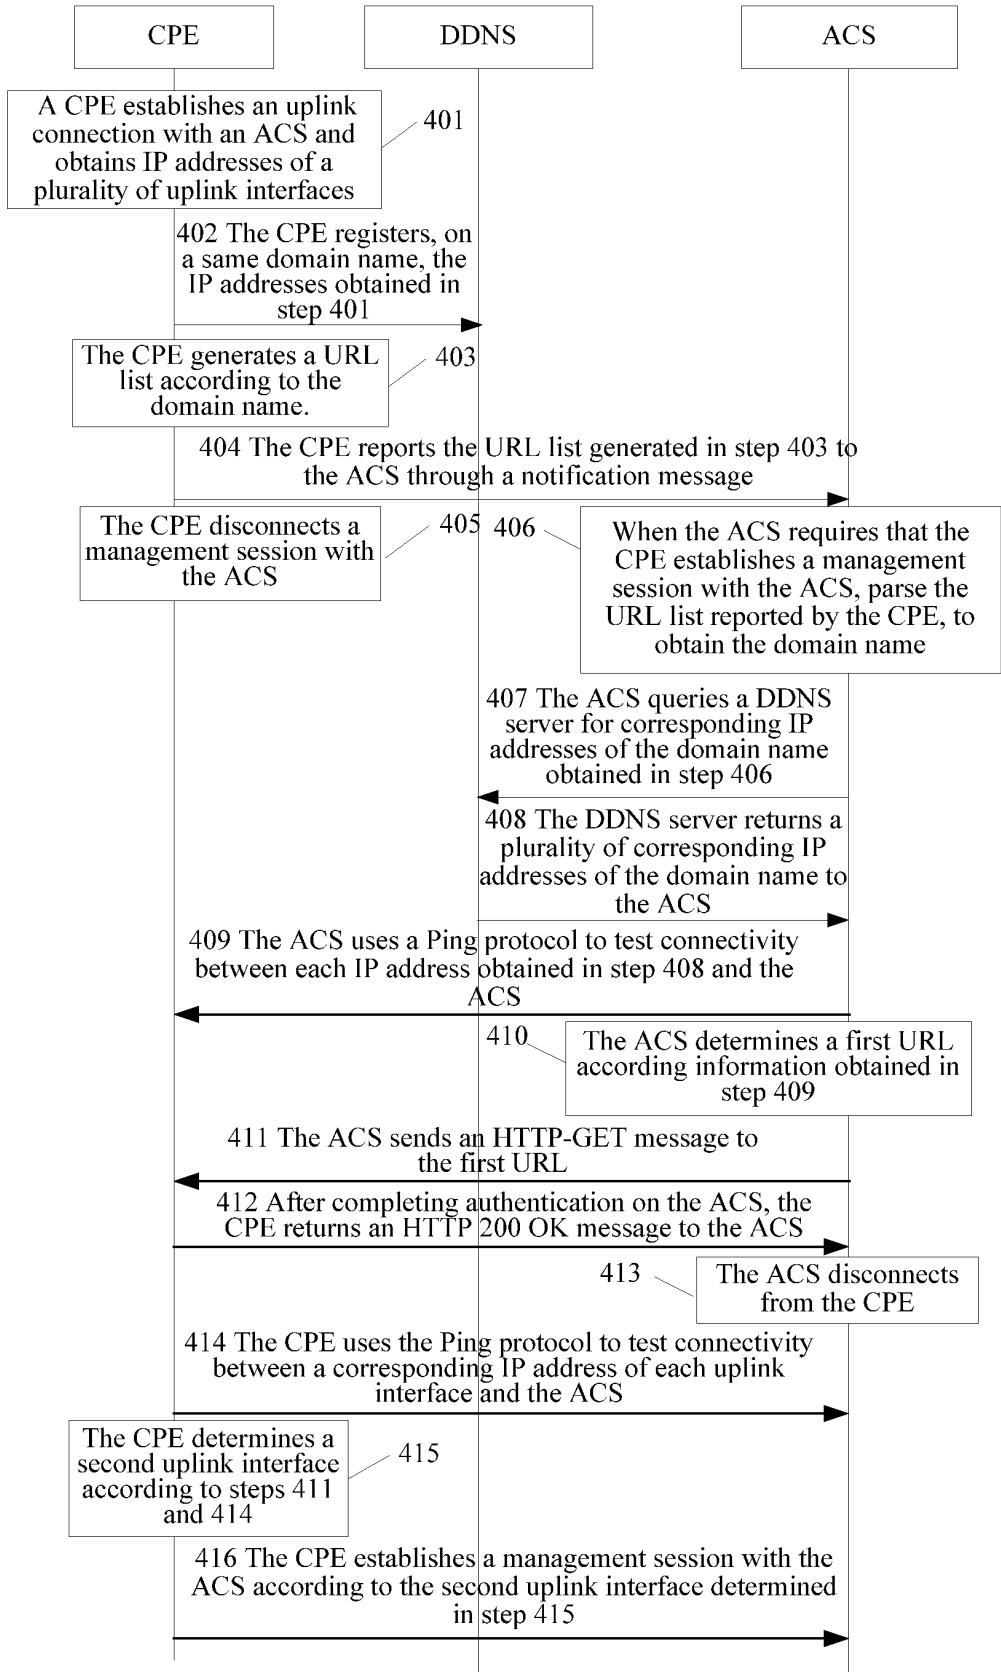 CPE
DDNS
ACS
A CPE establishes an uplink
connection with an ACS and
obtains IP addresses of a
plurality of uplink interfaces
401
402 The CPE registers, on
a same domain name, the
IP addresses obtained in
step 401
The CPE generates a URL
list according to the
domain name.
403
404 The CPE reports the URL list generated in step 403 to
the ACS through a notification message
The CPE disconnects a
management session with
the ACS
405
406
When the ACS requires that the
CPE establishes a management
session with the ACS, parse the
URL list reported by the CPE, to
obtain the domain name
407 The ACS queries a DDNS
server for corresponding IP
addresses of the domain name
obtained in step 406
408 The DDNS server returns a
plurality of corresponding IP
addresses of the domain name to
the ACS
409 The ACS uses a Ping protocol to test connectivity
between each IP address obtained in step 408 and the
ACS
410
The ACS determines a first URL
according information obtained in
step 409
411 The ACS sends an HTTP-GET message to
the first URL
412 After completing authentication on the ACS, the
CPE returns an HTTP 200 OK message to the ACS
413
The ACS disconnects
from the CPE
414 The CPE uses the Ping protocol to test connectivity
between a corresponding IP address of each uplink
interface and the ACS
The CPE determines a
second uplink interface
according to steps 411
and 414
415
416 The CPE establishes a management session with the
ACS according to the second uplink interface determined
in step 415